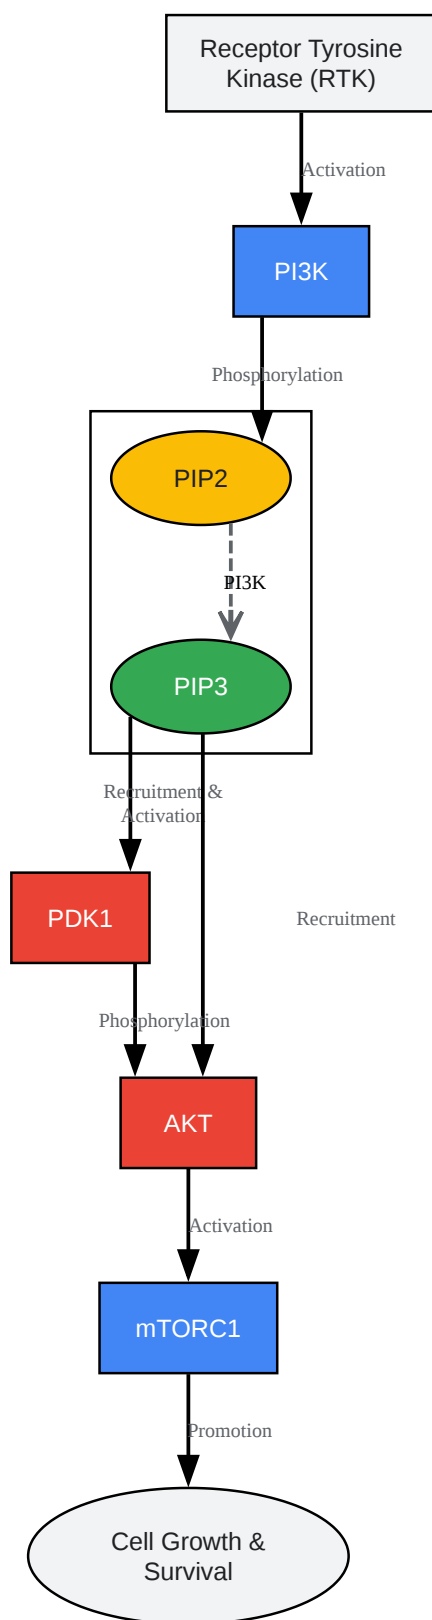 Receptor Tyrosine
Kinase (RTK)
Activation
PI3K
Phosphorylation
PIP2
PI3K
PIP3
Recruitment &
Activation
PDK1
Recruitment
Phosphorylation
AKT
Activation
mTORC1
Promotion
Cell Growth &
Survival